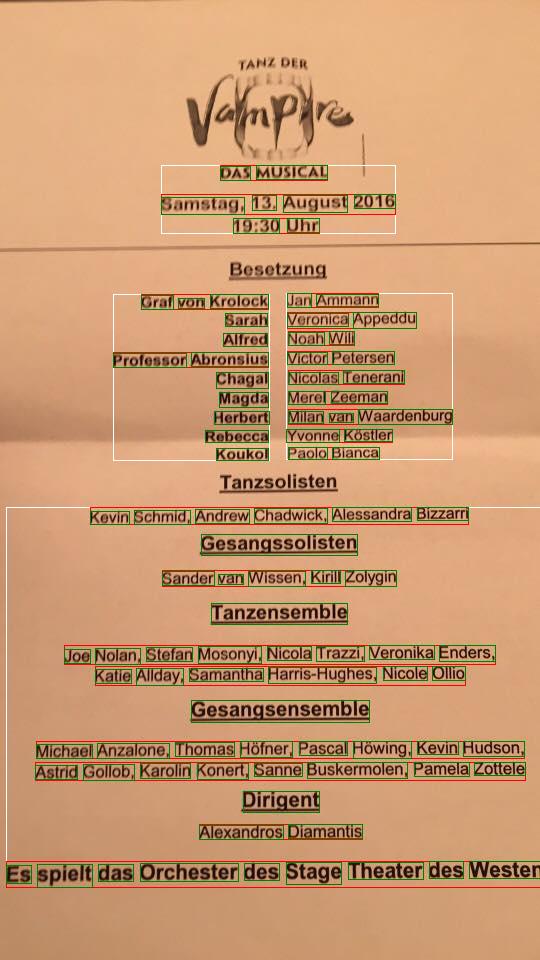 TANZ DER
Vampire
DAS MUSICAL
Samstag, 13. August 2016
19:30 Uhr
Besetzung
Graf von Krolock Jan Ammann
Sarah Veronica Appeddu
Alfred Noah Will
Professor Abronsius Victor Petersen
Chagal Nicolas Tenerani
Magda Merel Zeeman
Herbert Milan van Waardenburg
Rebecca Yvonne Köstler
Koukol Paolo Bianca
Tanzsolisten
Kevin Schmid, Andrew Chadwick, Alessandra Bizzarri
Gesangssolisten
Sander van Wissen, Kirill Zolygin
Tanzensemble
Joe Nolan, Stefan Mosonyi, Nicola Trazzi, Veronika Enders,
Katie Allday, Samantha Harris-Hughes, Nicole Ollio
Gesangsensemble
Michael Anzalone, Thomas Höfner, Pascal Höwing, Kevin Hudson,
Astrid Gollob, Karolin Konert, Sanne Buskermolen, Pamela Zottele
Dirigent
Alexandros Diamantis
Es spielt das Orchester des Stage Theater des Westen